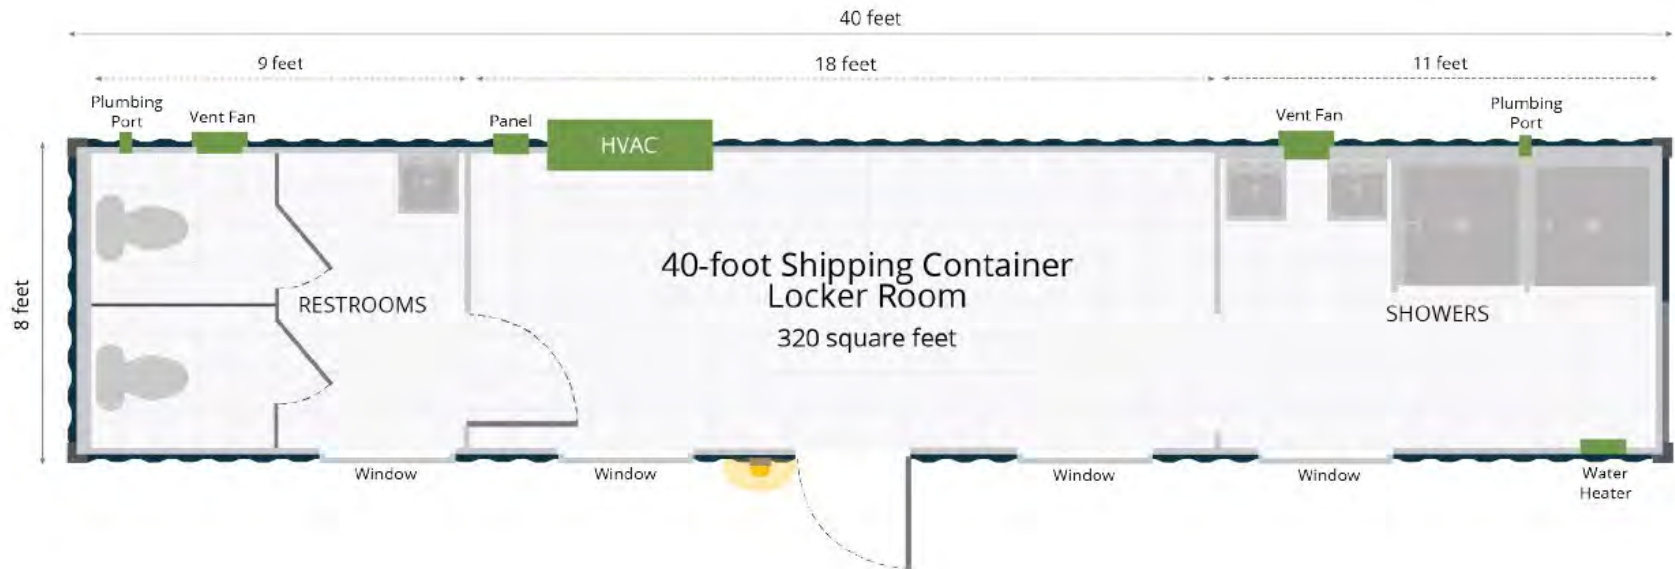 40 feet
9 feet
18 feet
11 feet
Plumbing
Port
Vent Fan
Panel
HVAC
Vent Fan
Plumbing
Port
8 feet
RESTROOMS
40-foot Shipping Container
Locker Room
320 square feet
SHOWERS
Window
Window
Window
Window
Water
Heater